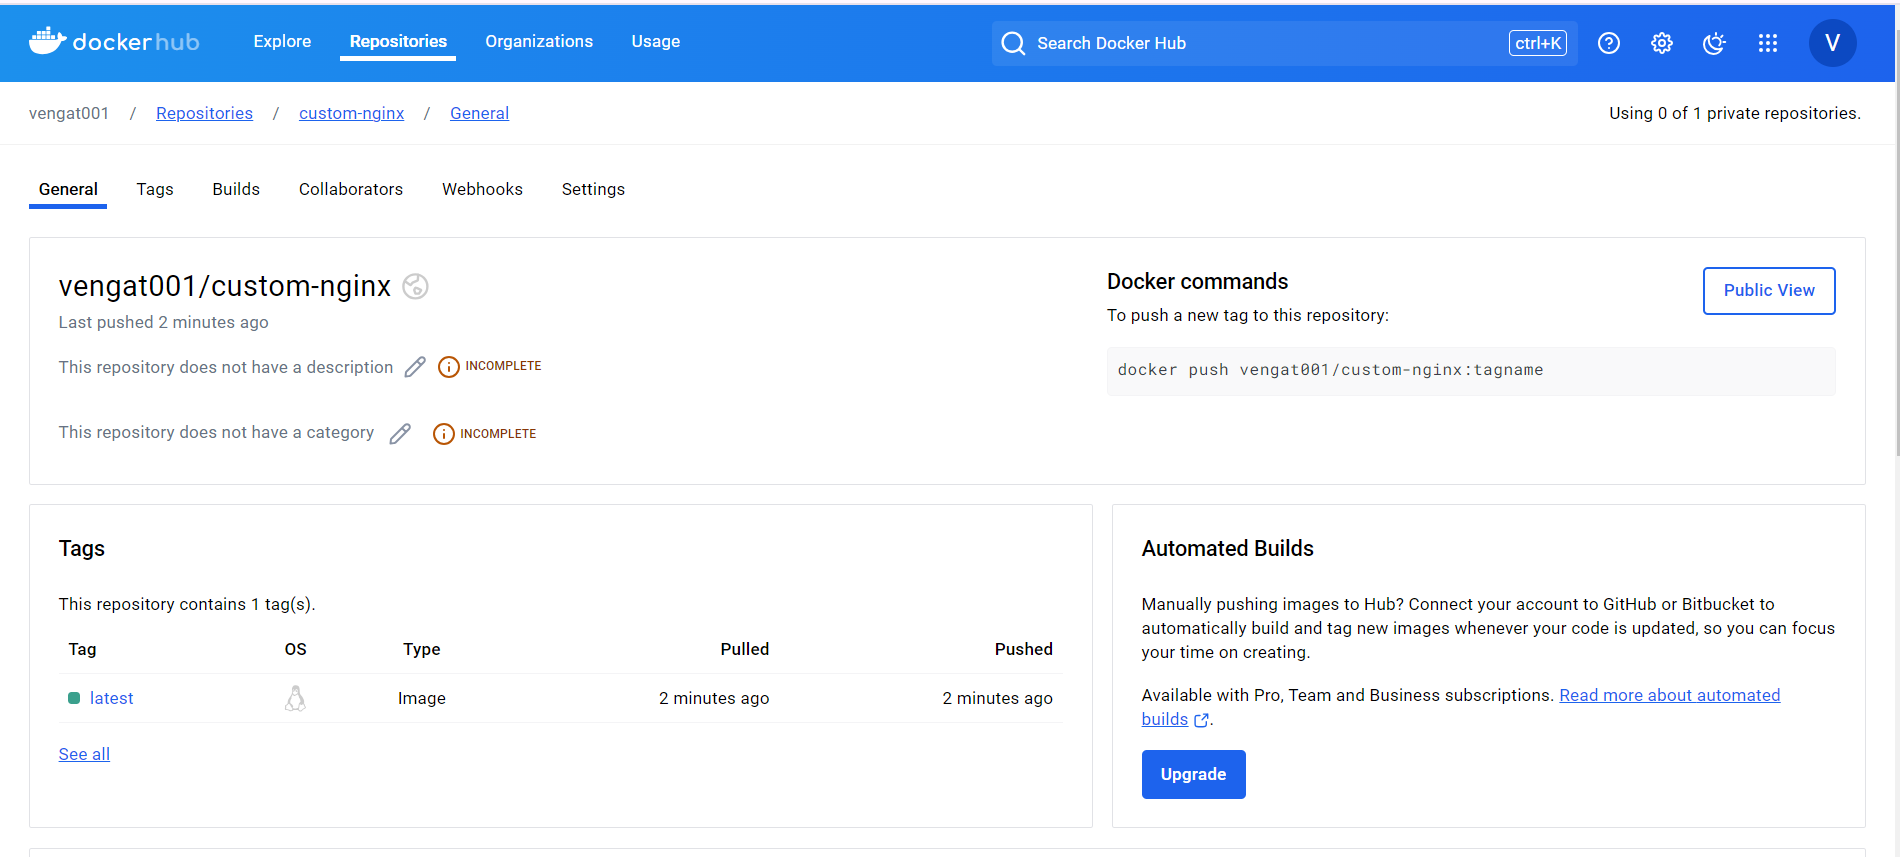 dockerhub Explore Repositories Organizations Usage Search Docker Hub ctrl+K V
vengat001 / Repositories / custom-nginx / General Using 0 of 1 private repositories.
General Tags Builds Collaborators Webhooks Settings
vengat001/custom-nginx
Last pushed 2 minutes ago
This repository does not have a description INCOMPLETE
This repository does not have a category INCOMPLETE
Docker commands
Public View
To push a new tag to this repository:
docker push vengat001/custom-nginx:tagname
Tags
This repository contains 1 tag(s).
Tag OS Type Pulled Pushed
latest Image 2 minutes ago 2 minutes ago
See all
Automated Builds
Manually pushing images to Hub? Connect your account to GitHub or Bitbucket to
automatically build and tag new images whenever your code is updated, so you can focus
your time on creating.
Available with Pro, Team and Business subscriptions. Read more about automated
builds.
Upgrade